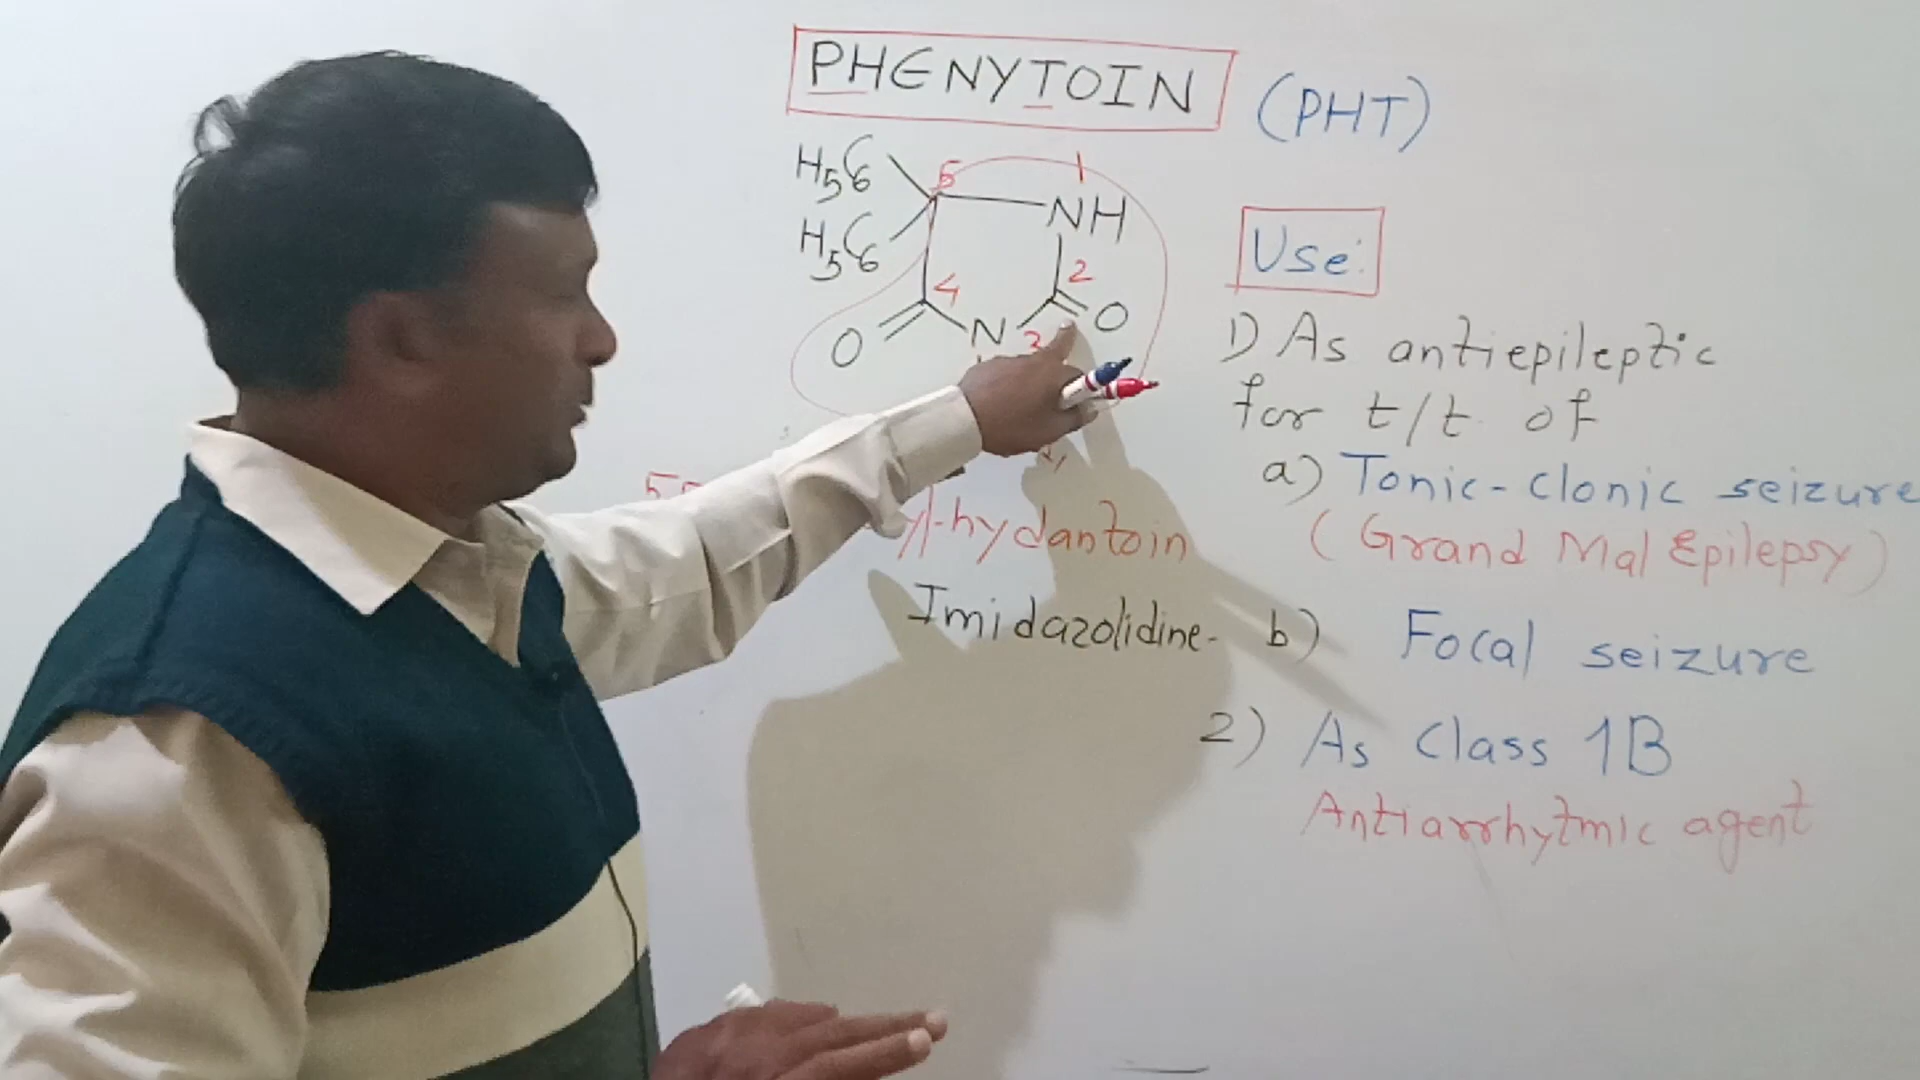 PHENYTOIN (PHT)
H5C6
H5C6
5
1
NH
2
4
O
N
3
O
yl-hydantoin
Imidazolidine-
Use:
1) As antiepileptic
for t/t. of
a) Tonic-clonic seizure
(Grand Mal Epilepsy)
b) Focal seizure
2) As Class 1B
Antiarrhytmic agent